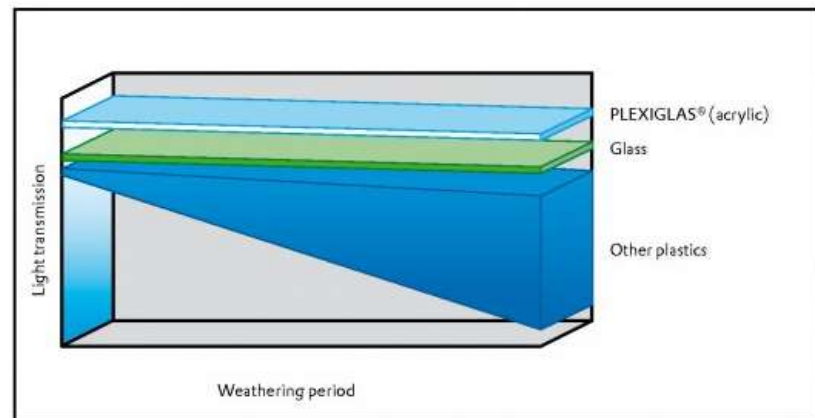 PLEXIGLAS® (acrylic)
Glass
Other plastics
Light transmission
Weathering period